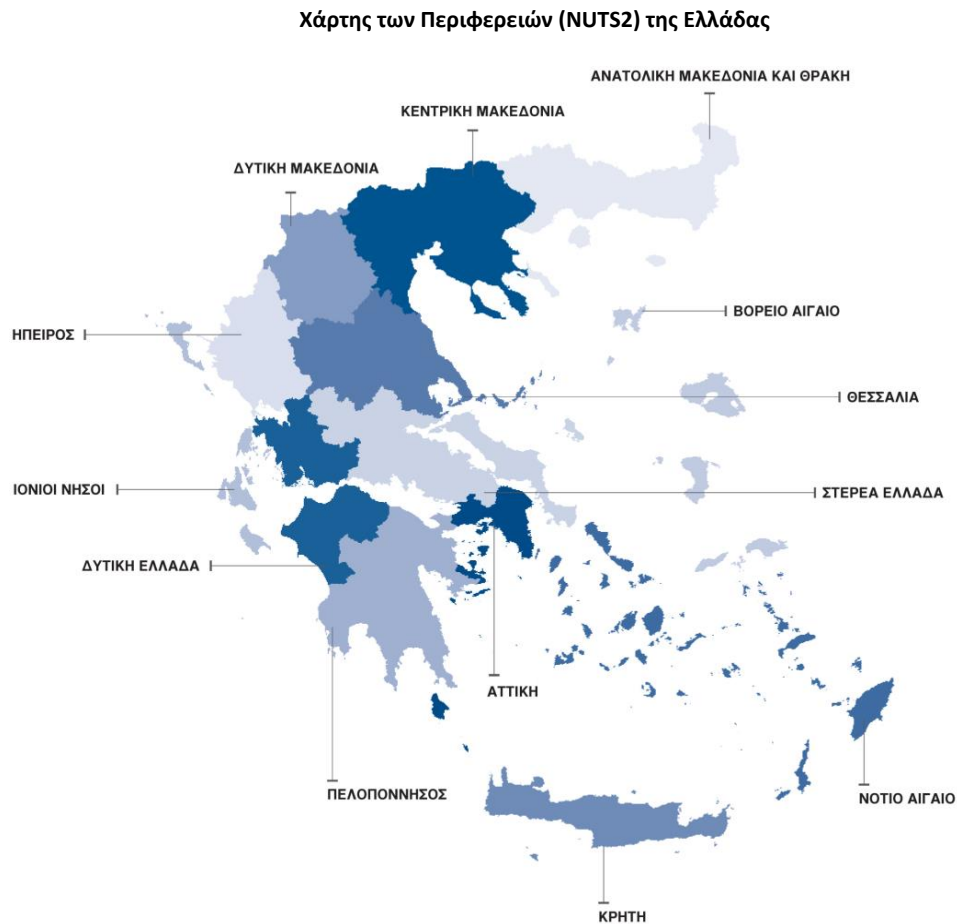 Χάρτης των Περιφερειών (NUTS2) της Ελλάδας
ΑΝΑΤΟΛΙΚΗ ΜΑΚΕΔΟΝΙΑ ΚΑΙ ΘΡΑΚΗ
ΚΕΝΤΡΙΚΗ ΜΑΚΕΔΟΝΙΑ
ΔΥΤΙΚΗ ΜΑΚΕΔΟΝΙΑ
ΒΟΡΕΙΟ ΑΙΓΑΙΟ
ΗΠΕΙΡΟΣ
ΘΕΣΣΑΛΙΑ
ΙΟΝΙΟΙ ΝΗΣΟΙ
ΣΤΕΡΕΑ ΕΛΛΑΔΑ
ΔΥΤΙΚΗ ΕΛΛΑΔΑ
ΑΤΤΙΚΗ
ΠΕΛΟΠΟΝΝΗΣΟΣ
ΝΟΤΙΟ ΑΙΓΑΙΟ
ΚΡΗΤΗ